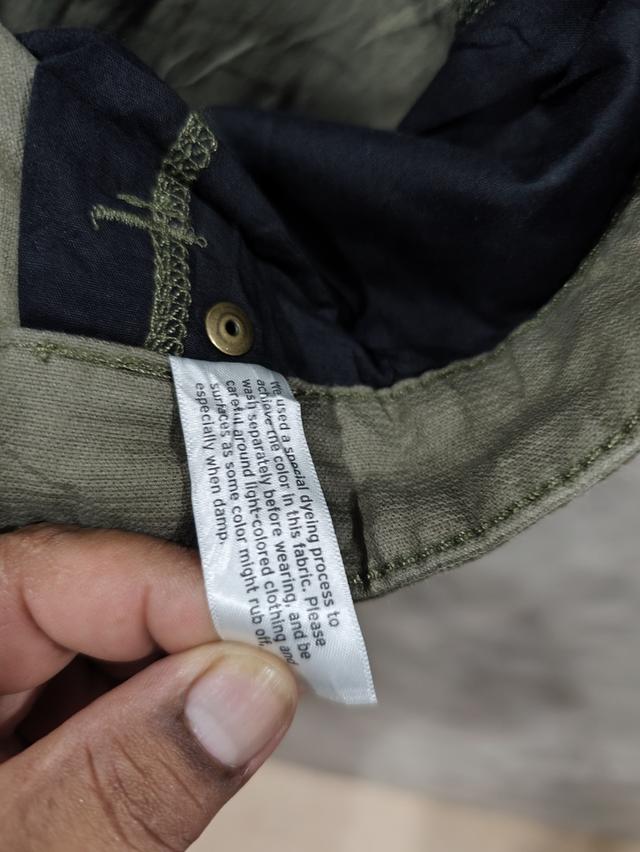 We used a special dyeing process to
achieve the color in this fabric. Please
wash separately before wearing, and be
careful around light-colored clothing and
surfaces as some color might rub off,
especially when damp.